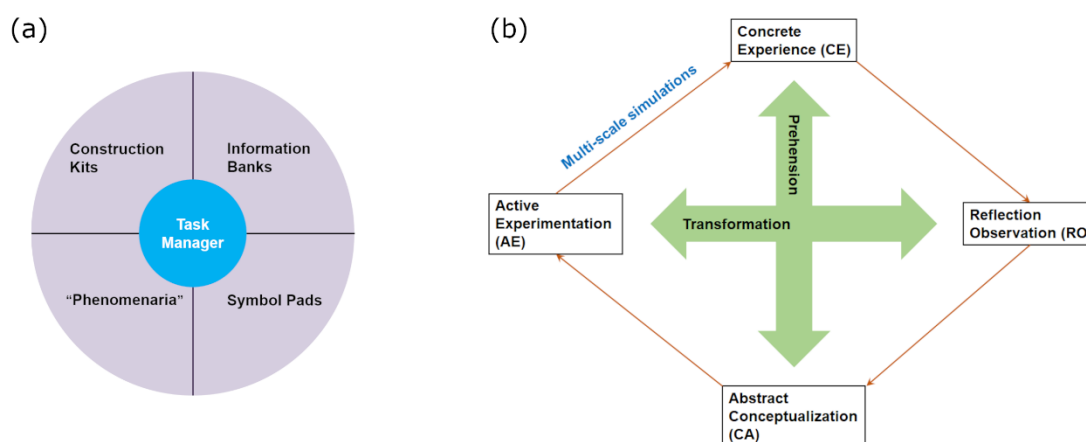 (a)
Construction
Kits
Information
Banks
Task
Manager
“Phenomenaria”
Symbol Pads
(b)
Concrete
Experience (CE)
Multi-scale simulations
Prehension
Active
Experimentation
(AE)
Transformation
Reflection
Observation (RO
Abstract
Conceptualization
(CA)